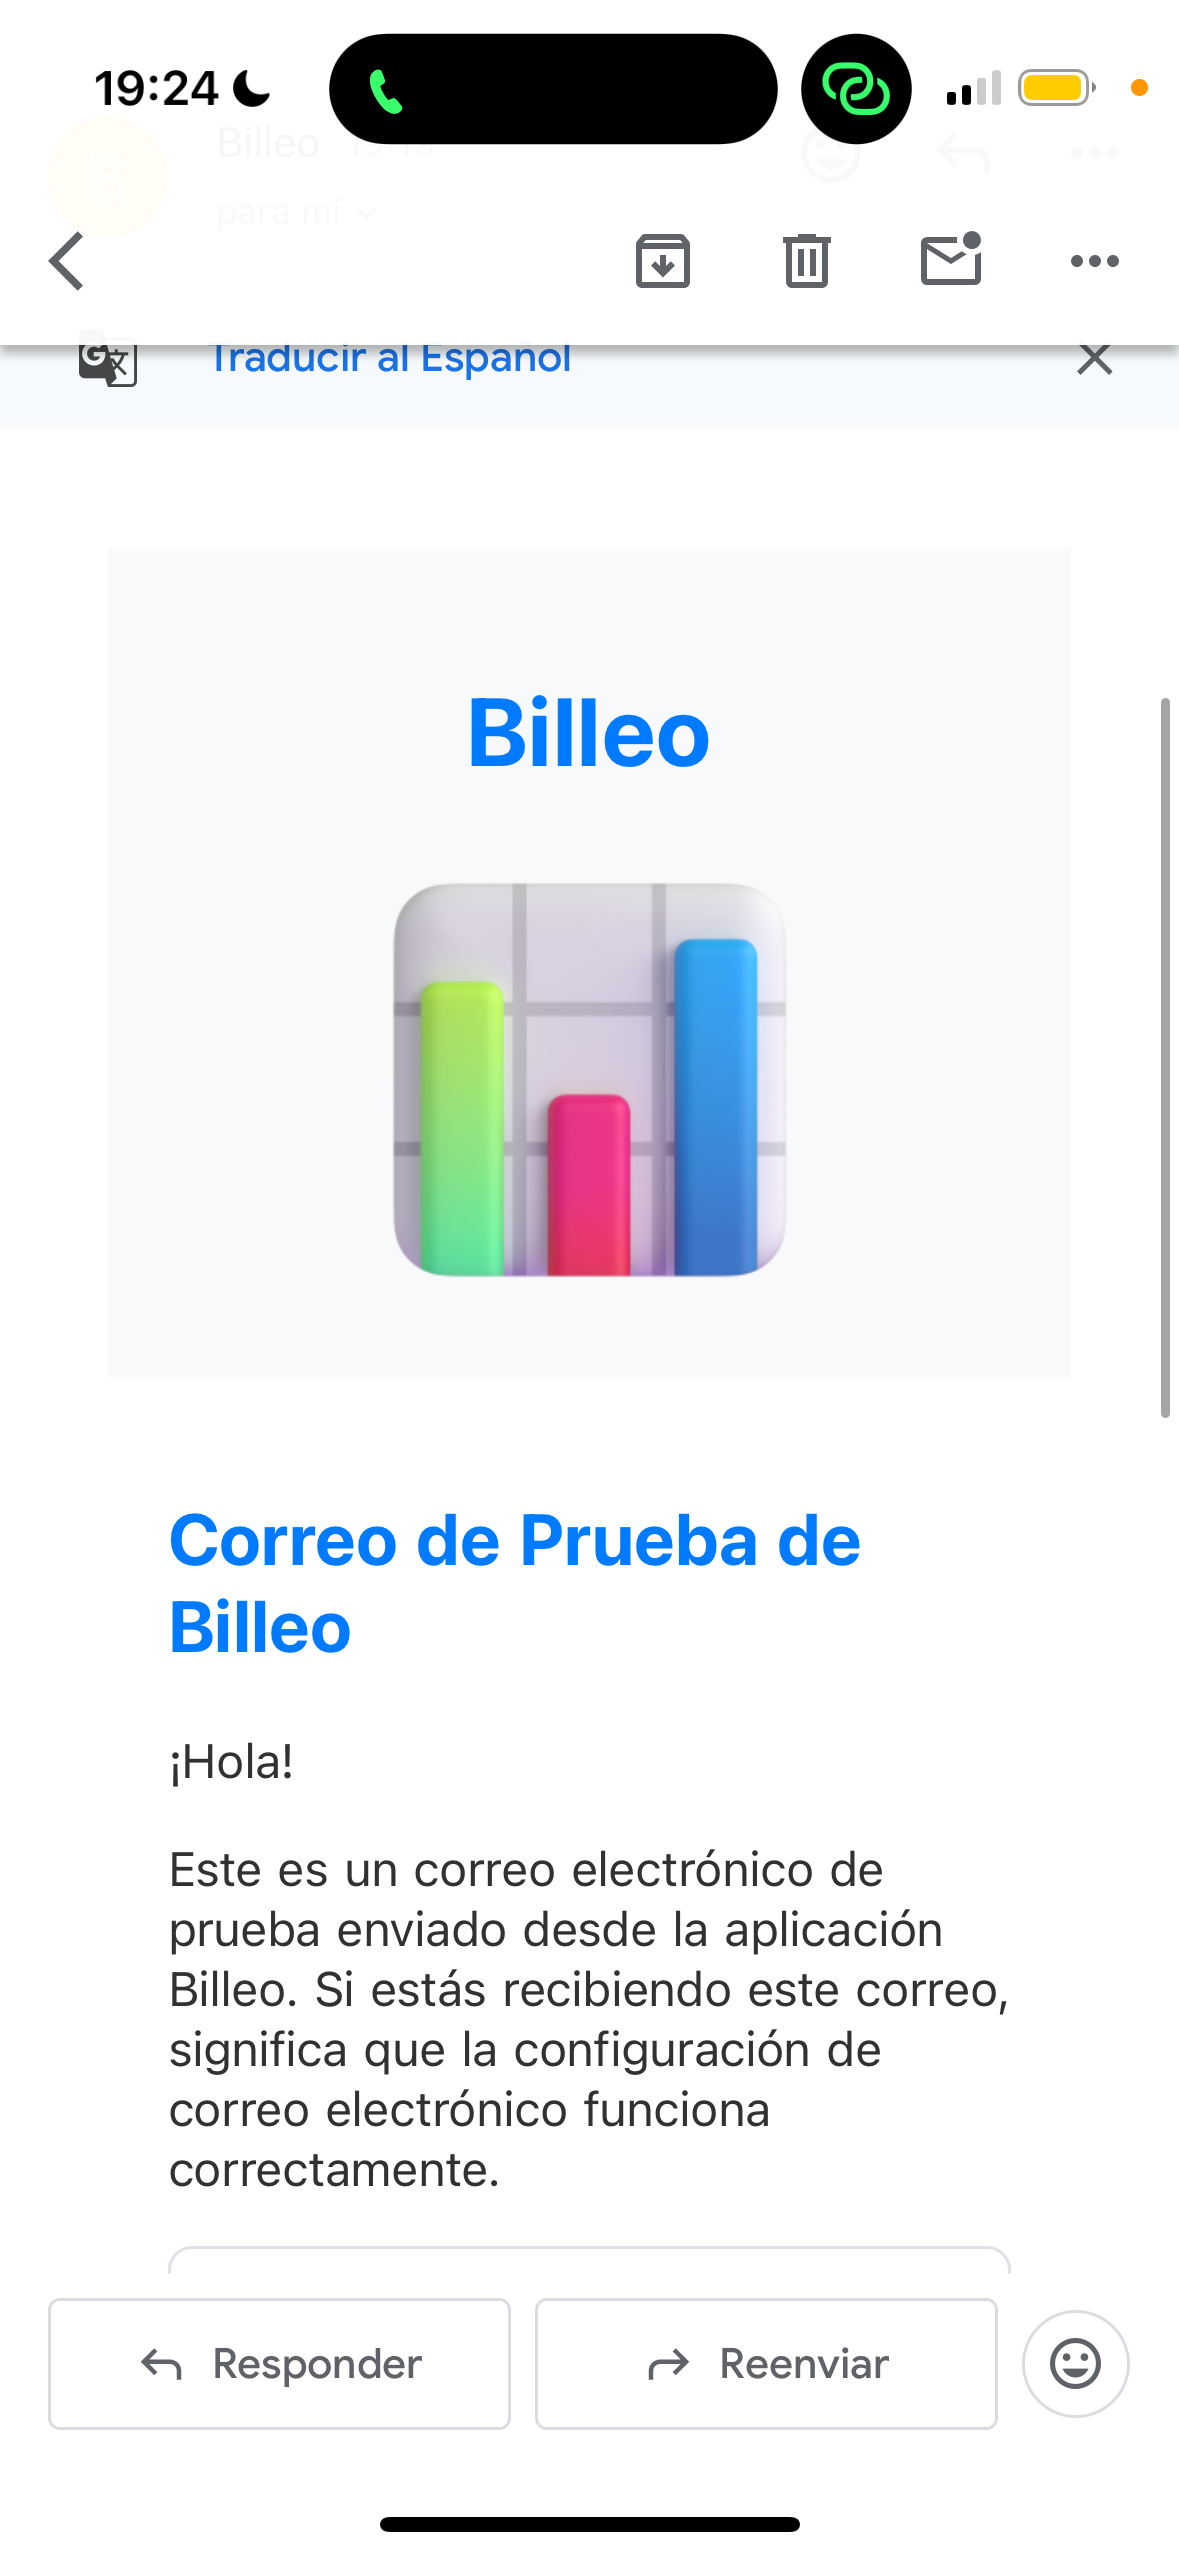 19:24
Billeo
para mí
Traducir al Español
Billeo
Correo de Prueba de
Billeo
¡Hola!
Este es un correo electrónico de
prueba enviado desde la aplicación
Billeo. Si estás recibiendo este correo,
significa que la configuración de
correo electrónico funciona
correctamente.
Responder
Reenviar